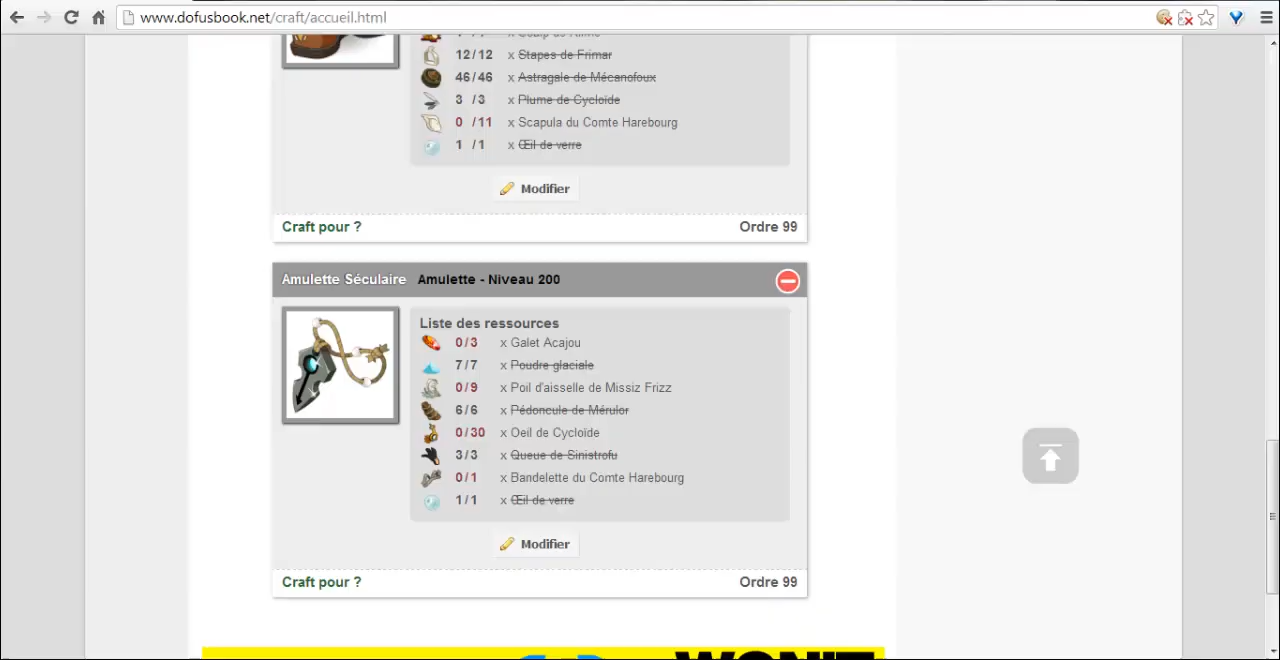 www.dofusbook.net/craft/accueil.html
12/12 x Stapes de Frimar
46/46 x Astragale de Mécanofoux
3 /3 x Plume de Cycloïde
0 /11 x Scapula du Comte Harebourg
1 /1 x Œil de verre
Modifier
Craft pour ? Ordre 99
Amulette Séculaire Amulette - Niveau 200
Liste des ressources
0/3 x Galet Acajou
7/7 x Poudre glaciale
0/9 x Poil d'aisselle de Missiz Frizz
6/6 x Pédoncule de Mérulor
0/30 x Oeil de Cycloïde
3/3 x Queue de Sinistrofu
0/1 x Bandelette du Comte Harebourg
1/1 x Œil de verre
Modifier
Craft pour ? Ordre 99